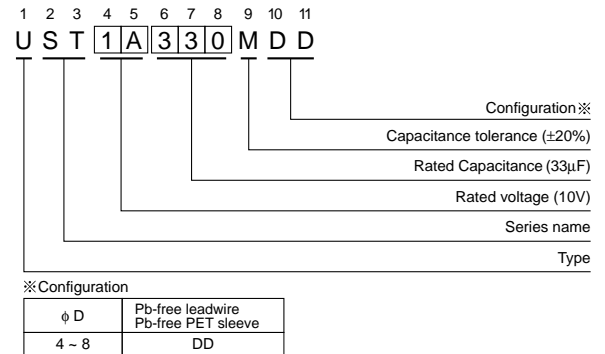 1 2 3 4 5 6 7 8 9 10 11
U S T 1 A 3 3 0 M D D
Configuration※
Capacitance tolerance (±20%)
Rated Capacitance (33µF)
Rated voltage (10V)
Series name
Type
※Configuration
ϕ D
Pb-free leadwire
Pb-free PET sleeve
4 ~ 8
DD